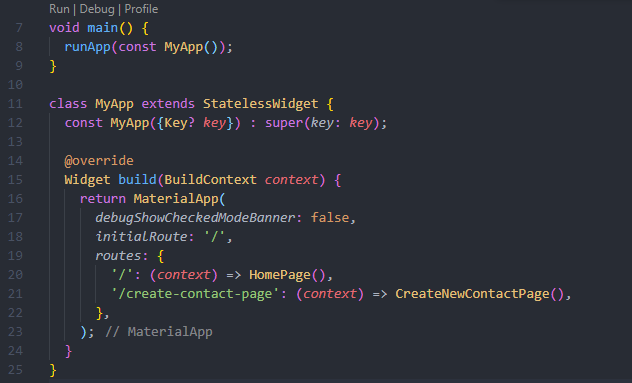 Run | Debug | Profile
7 void main() {
8   runApp(const MyApp());
9 }
10
11 class MyApp extends StatelessWidget {
12   const MyApp({Key? key}) : super(key: key);
13
14   @override
15   Widget build(BuildContext context) {
16     return MaterialApp(
17       debugShowCheckedModeBanner: false,
18       initialRoute: '/',
19       routes: {
20         '/': (context) => HomePage(),
21         '/create-contact-page': (context) => CreateNewContactPage(),
22       },
23     ); // MaterialApp
24   }
25 }